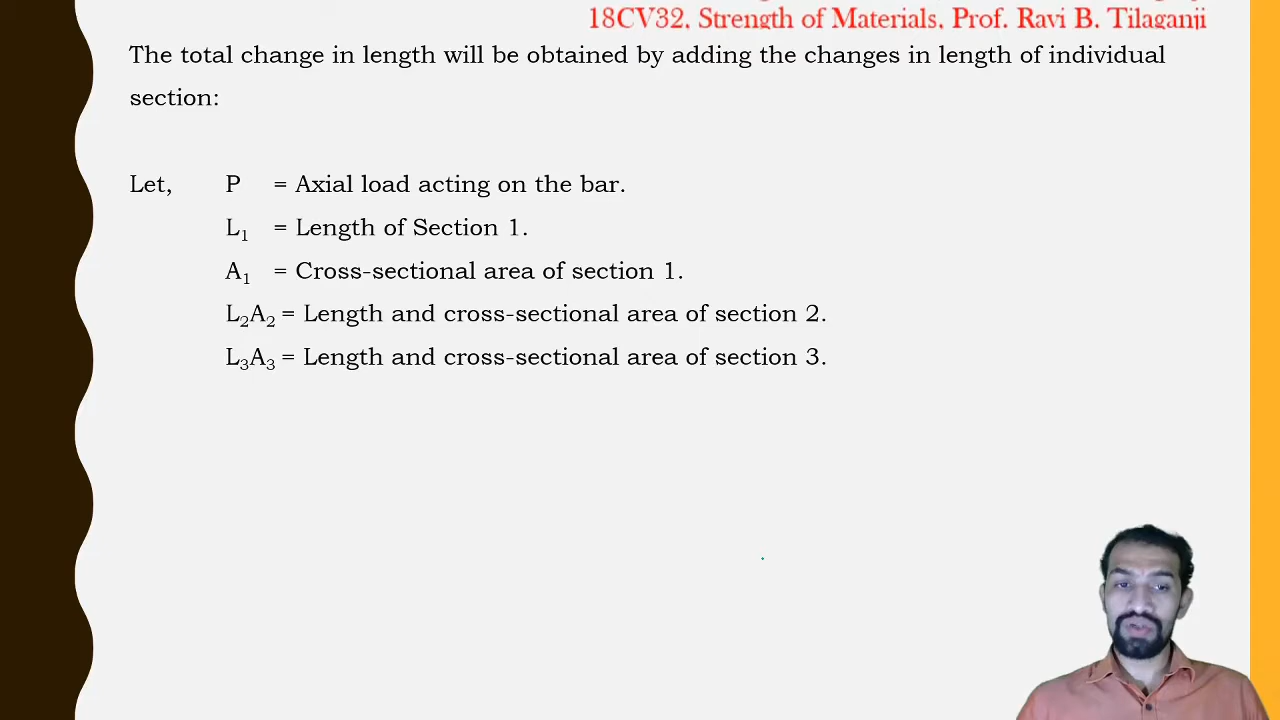 18CV32, Strength of Materials, Prof. Ravi B. Tilaganji
The total change in length will be obtained by adding the changes in length of individual
section:
Let, P = Axial load acting on the bar.
L₁ = Length of Section 1.
A₁ = Cross-sectional area of section 1.
L₂A₂ = Length and cross-sectional area of section 2.
L₃A₃ = Length and cross-sectional area of section 3.